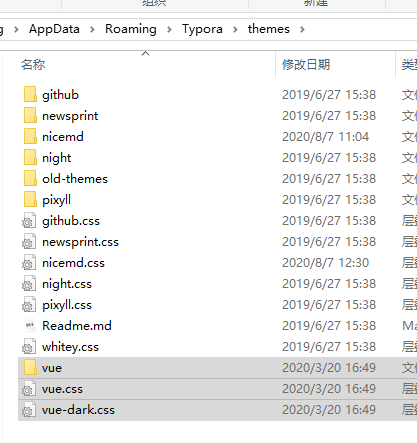 组织 新建
g > AppData > Roaming > Typora > themes >
名称 修改日期 类
github 2019/6/27 15:38 文
newsprint 2019/6/27 15:38 文
nicemd 2020/8/7 11:04 文
night 2019/6/27 15:38 文
old-themes 2019/6/27 15:38 文
pixyll 2019/6/27 15:38 文
github.css 2019/6/27 15:38 层
newsprint.css 2019/6/27 15:38 层
nicemd.css 2020/8/7 12:30 层
night.css 2019/6/27 15:38 层
pixyll.css 2019/6/27 15:38 层
Readme.md 2019/6/27 15:38 Ma
whitey.css 2019/6/27 15:38 层
vue 2020/3/20 16:49 文
vue.css 2020/3/20 16:49 层
vue-dark.css 2020/3/20 16:49 层